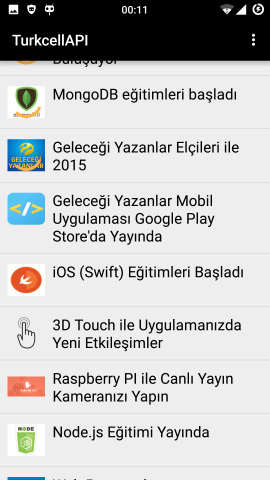 00:11
TurkcellAPI
Buluşuyor
MongoDB eğitimleri başladı
GELECEĞİ
YAZANLAR
Geleceği Yazanlar Elçileri ile
2015
</>
Geleceği Yazanlar Mobil
Uygulaması Google Play
Store'da Yayında
iOS (Swift) Eğitimleri Başladı
3D Touch ile Uygulamanızda
Yeni Etkileşimler
Raspberry PI ile Canlı Yayın
Kameranızı Yapın
NODE
Node.js Eğitimi Yayında